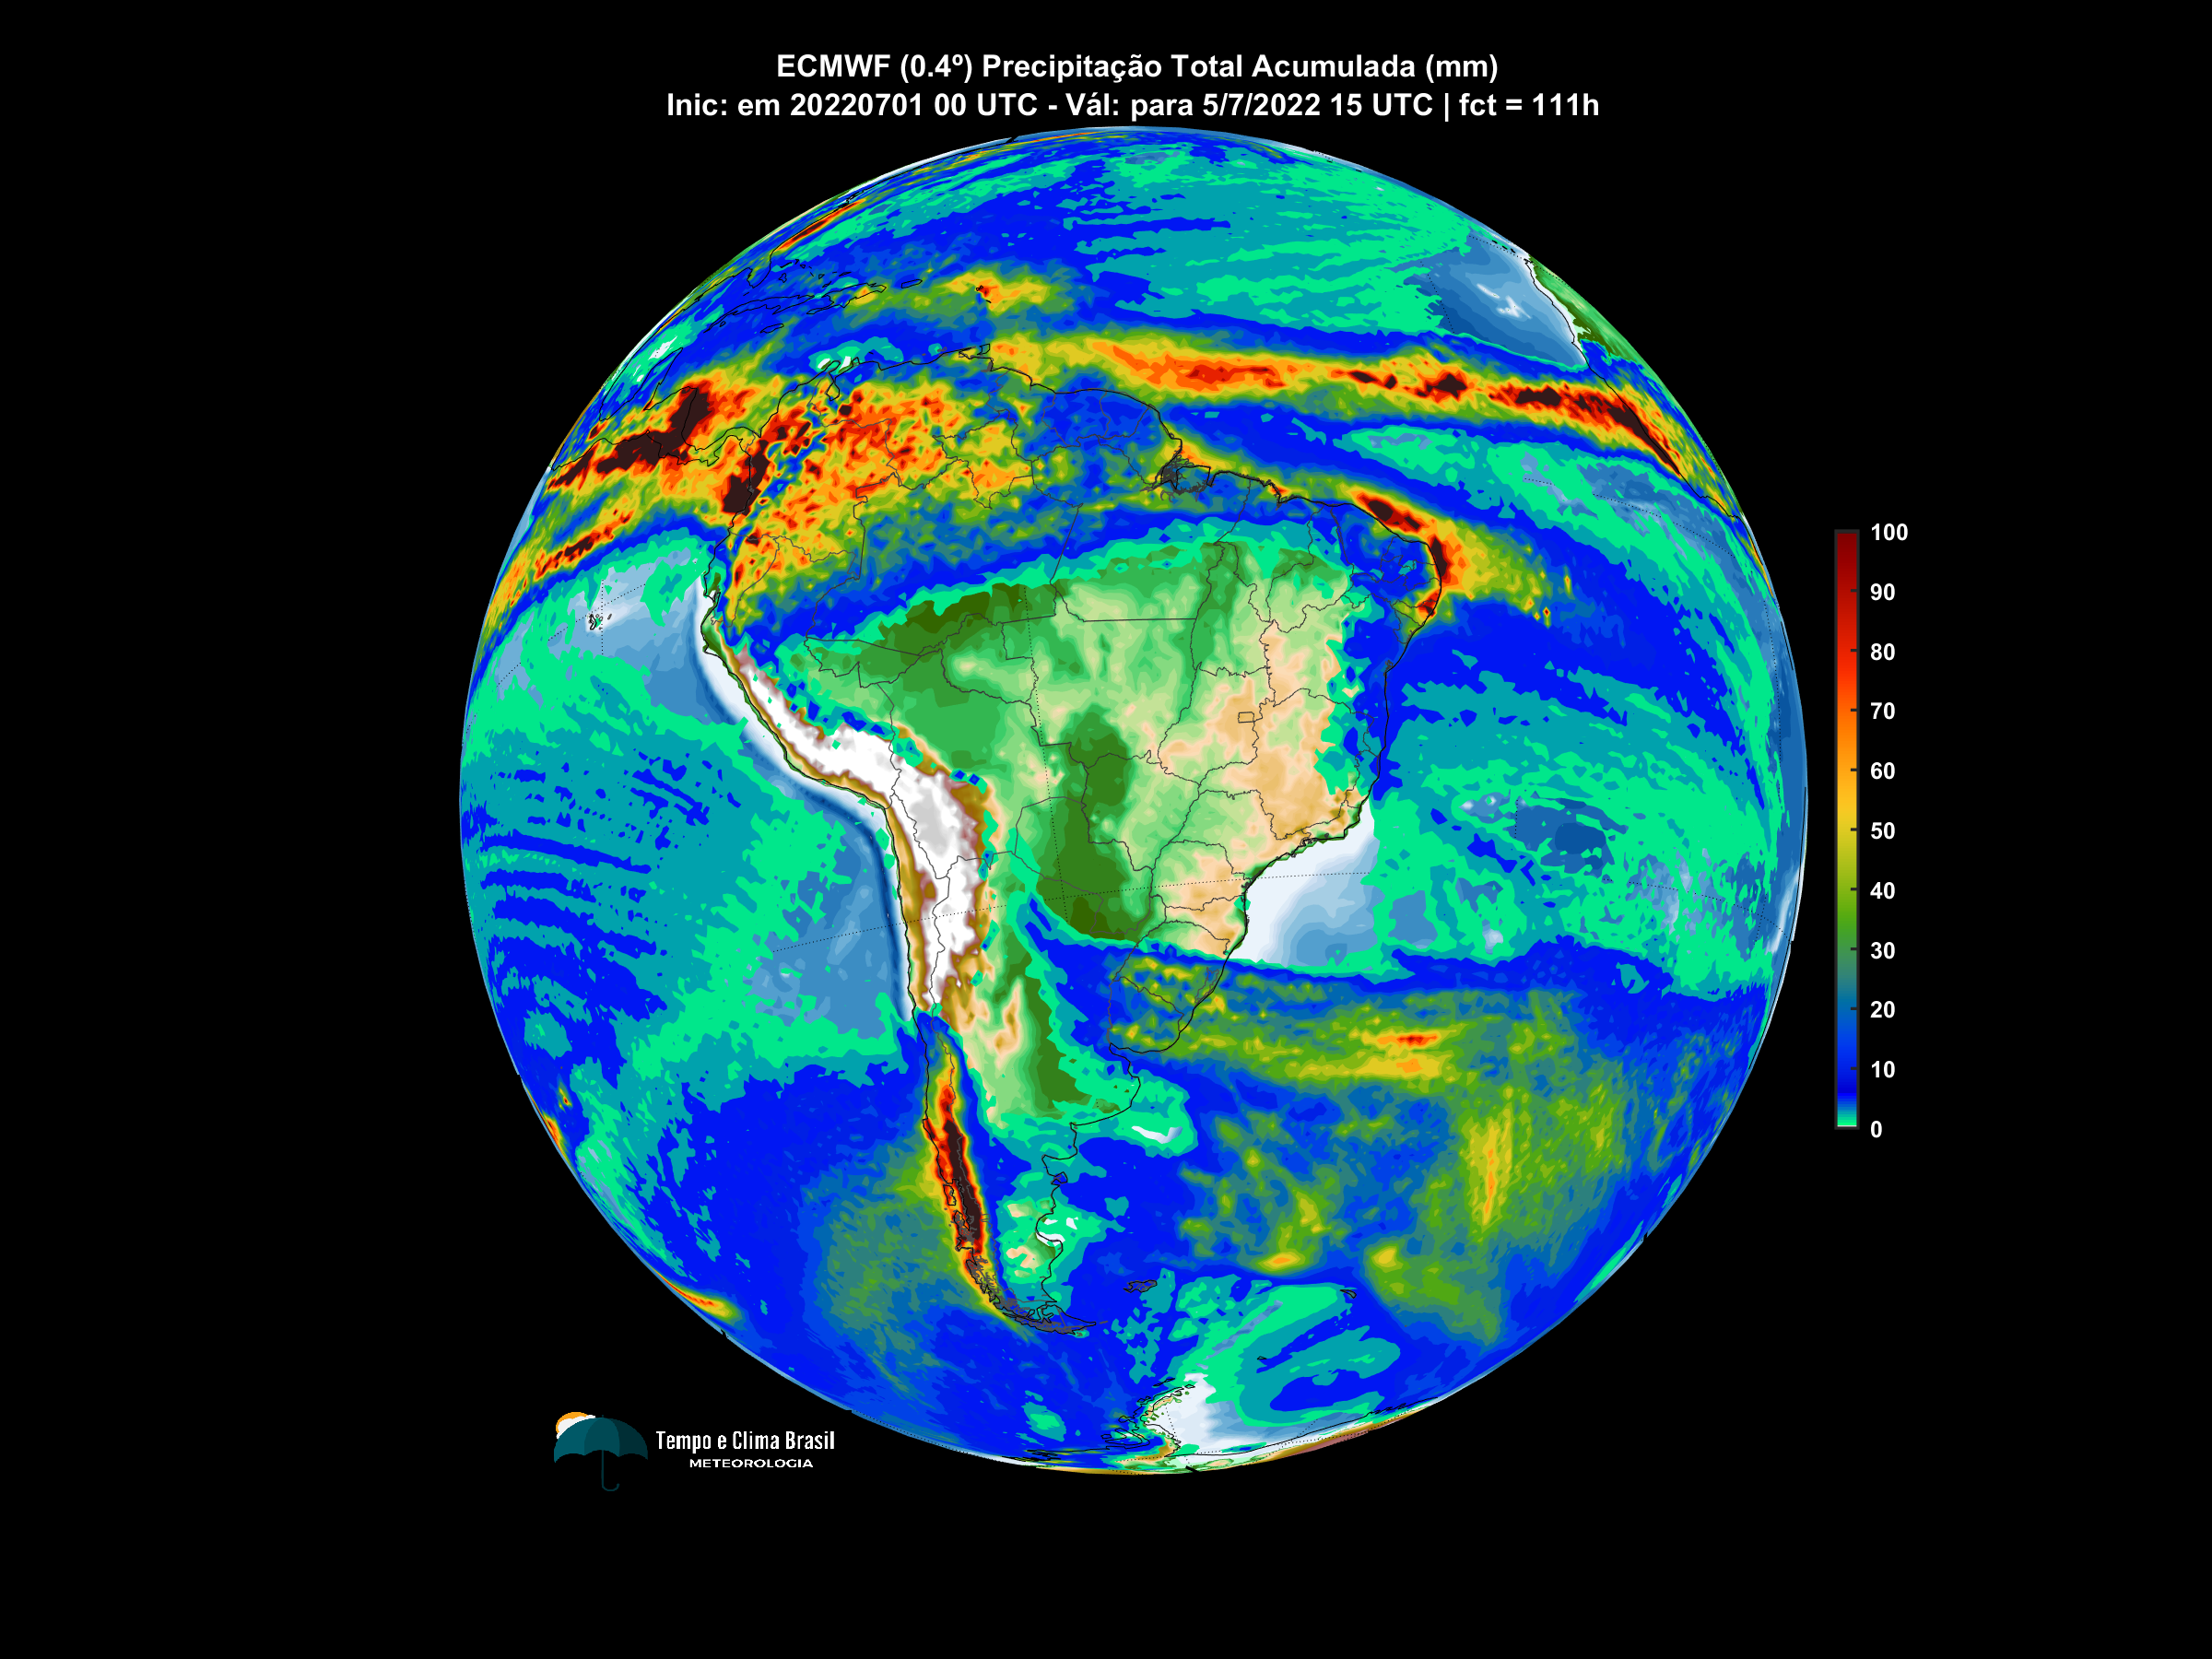 ECMWF (0.4º) Precipitação Total Acumulada (mm)
Inic: em 20220701 00 UTC - Vál: para 5/7/2022 15 UTC | fct = 111h
100
90
80
70
60
50
40
30
20
10
0
Tempo e Clima Brasil
METEOROLOGIA